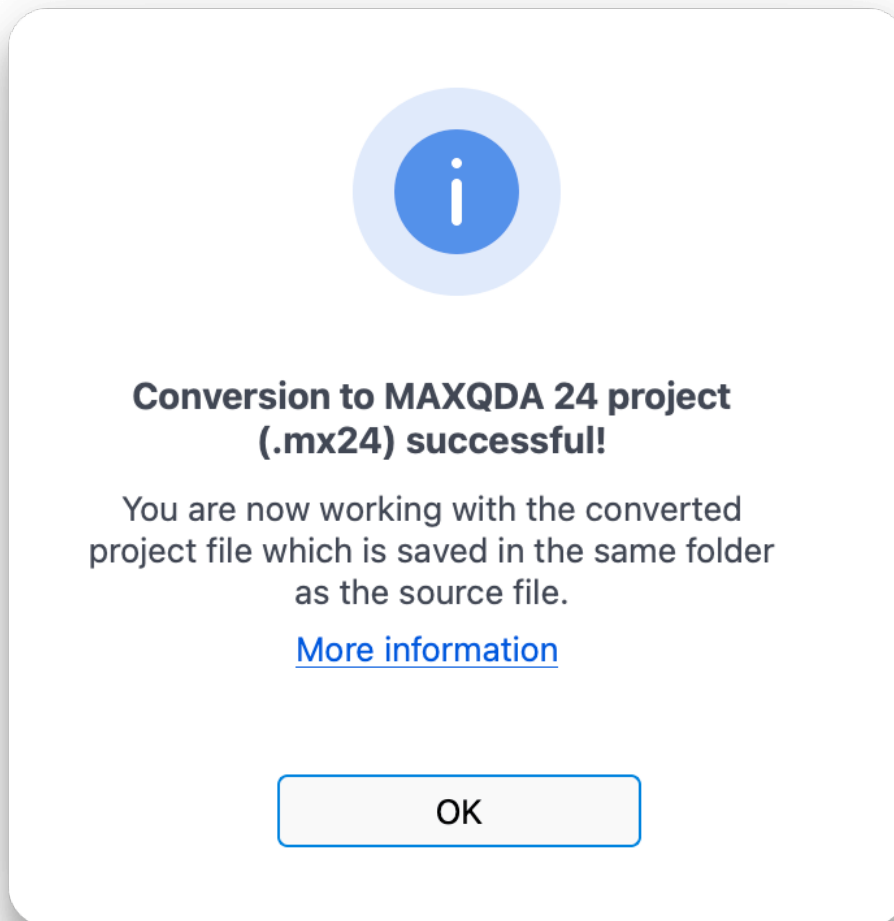 Conversion to MAXQDA 24 project
(.mx24) successful!
You are now working with the converted
project file which is saved in the same folder
as the source file.
More information
OK